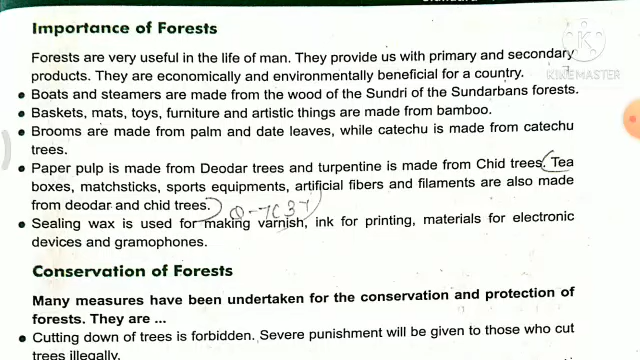 Importance of Forests
Forests are very useful in the life of man. They provide us with primary and secondary
products. They are economically and environmentally beneficial for a country.
KINEMASTER
● Boats and steamers are made from the wood of the Sundri of the Sundarbans forests.
● Baskets, mats, toys, furniture and artistic things are made from bamboo.
● Brooms are made from palm and date leaves, while catechu is made from catechu
trees.
● Paper pulp is made from Deodar trees and turpentine is made from Chid trees. Tea
boxes, matchsticks, sports equipments, artificial fibers and filaments are also made
from deodar and chid trees.
● Sealing wax is used for making varnish, ink for printing, materials for electronic
devices and gramophones.
Conservation of Forests
Many measures have been undertaken for the conservation and protection of
forests. They are ...
● Cutting down of trees is forbidden. Severe punishment will be given to those who cut
trees illegally.